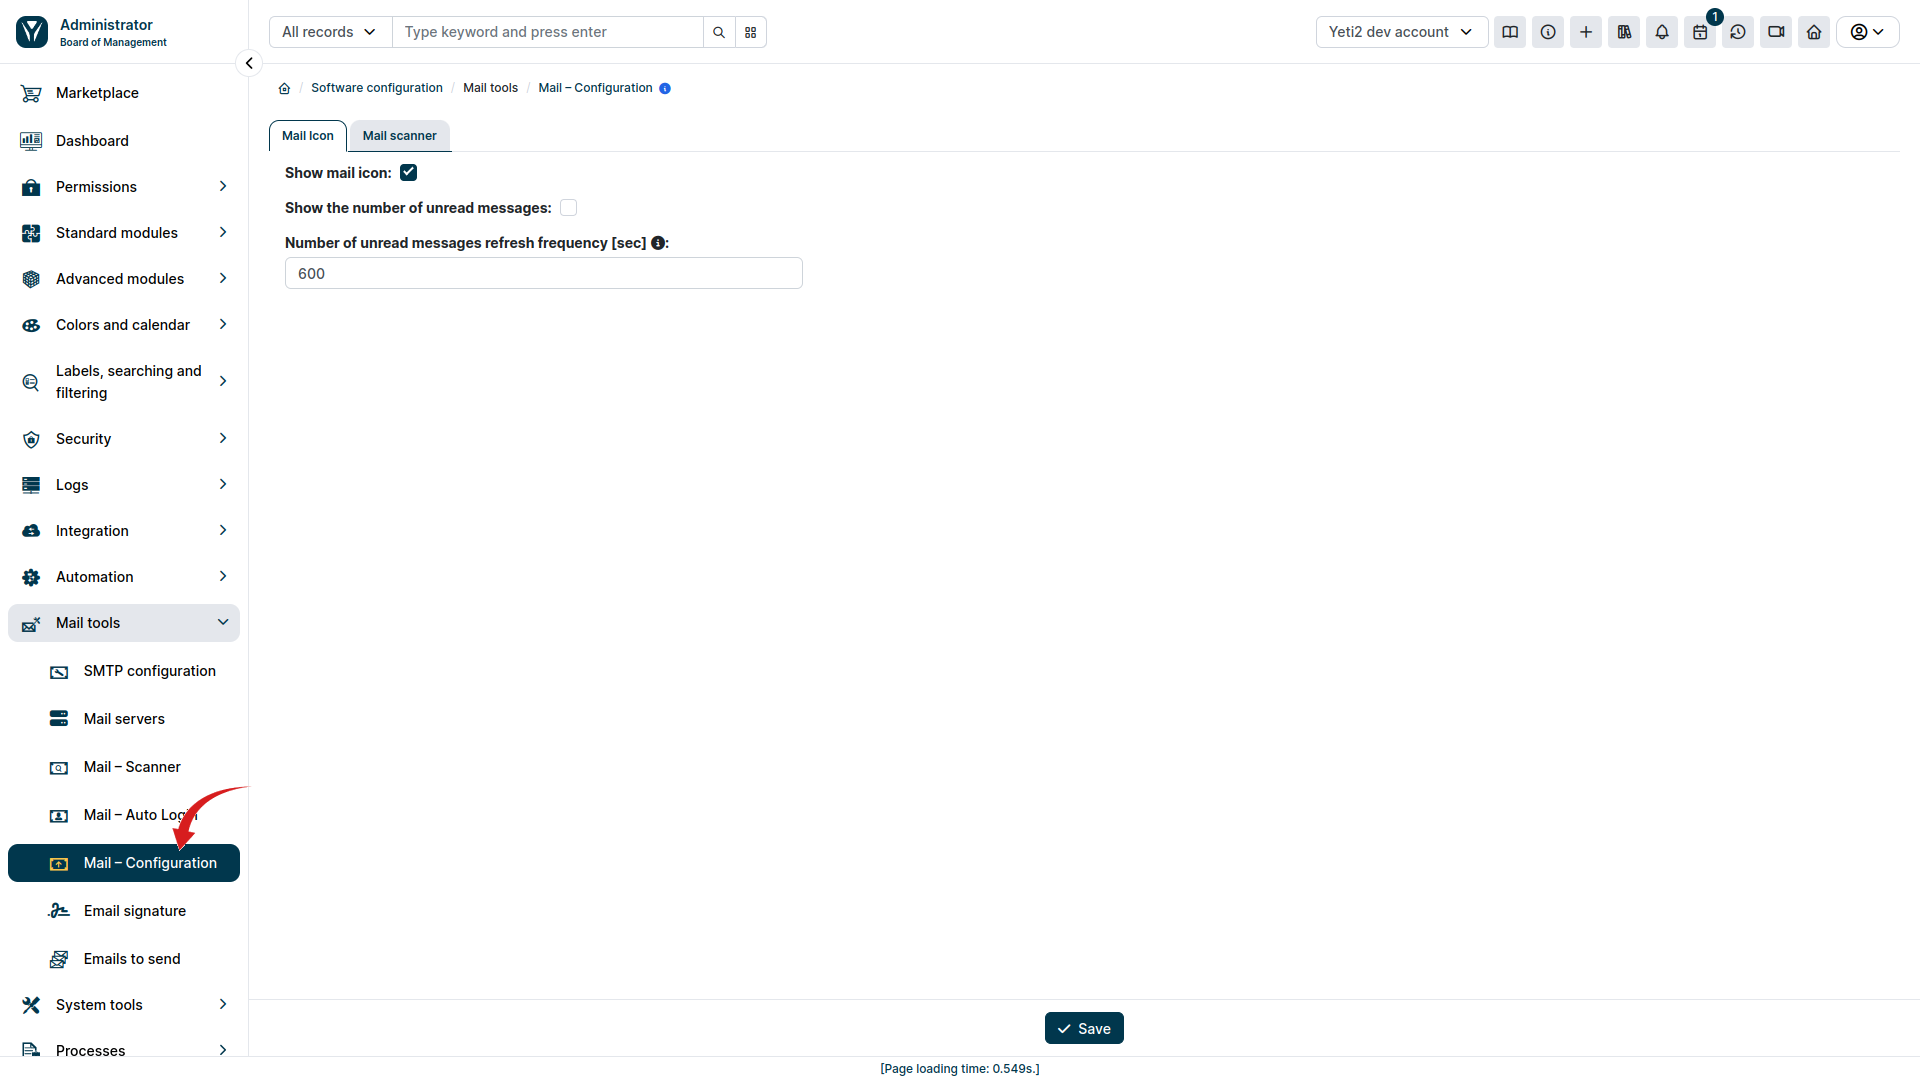 Administrator
Board of Management
All records
Type keyword and press enter
Yeti2 dev account
1
Marketplace
Dashboard
Permissions
Standard modules
Advanced modules
Colors and calendar
Labels, searching and
filtering
Security
Logs
Integration
Automation
Mail tools
SMTP configuration
Mail servers
Mail – Scanner
Mail – Auto Login
Mail – Configuration
Email signature
Emails to send
System tools
Processes
/ Software configuration / Mail tools / Mail – Configuration
Mail Icon
Mail scanner
Show mail icon:
Show the number of unread messages:
Number of unread messages refresh frequency [sec] :
600
Save
[Page loading time: 0.549s.]